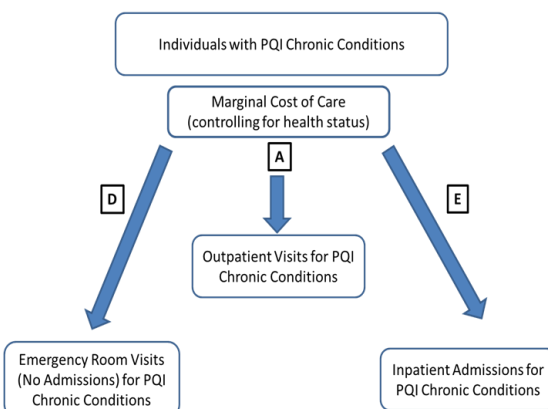 Individuals with PQI Chronic Conditions
Marginal Cost of Care
(controlling for health status)
A
D
E
Outpatient Visits for PQI
Chronic Conditions
Emergency Room Visits
(No Admissions) for PQI
Chronic Conditions
Inpatient Admissions for
PQI Chronic Conditions